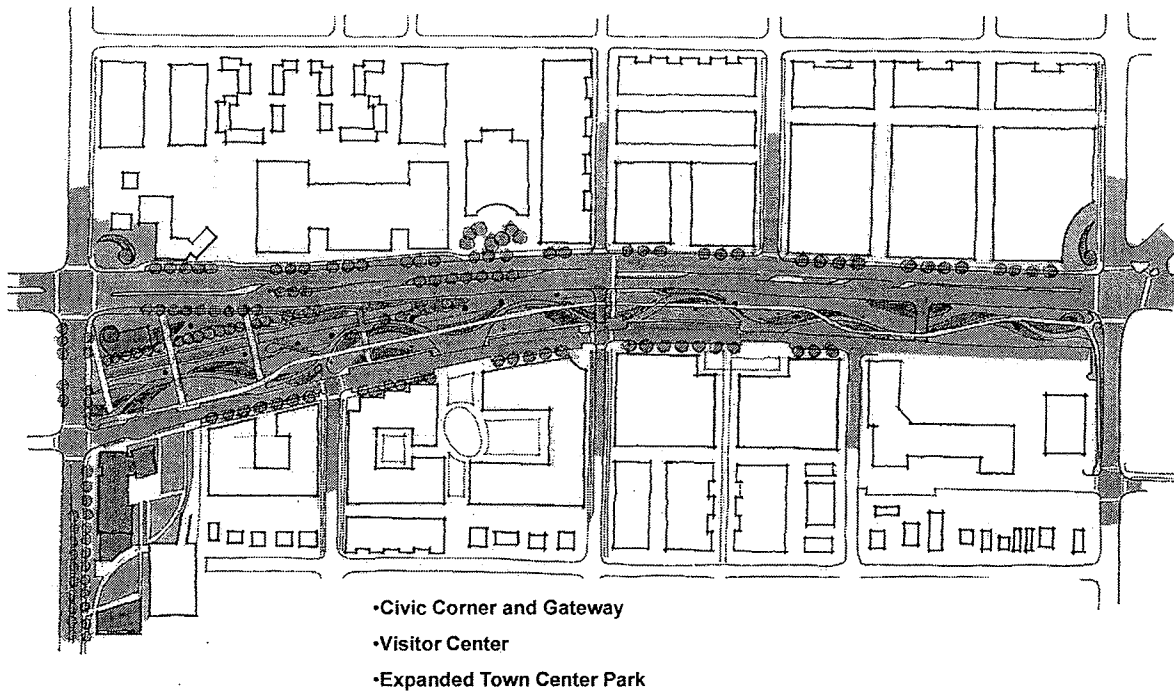 •Civic Corner and Gateway
•Visitor Center
•Expanded Town Center Park